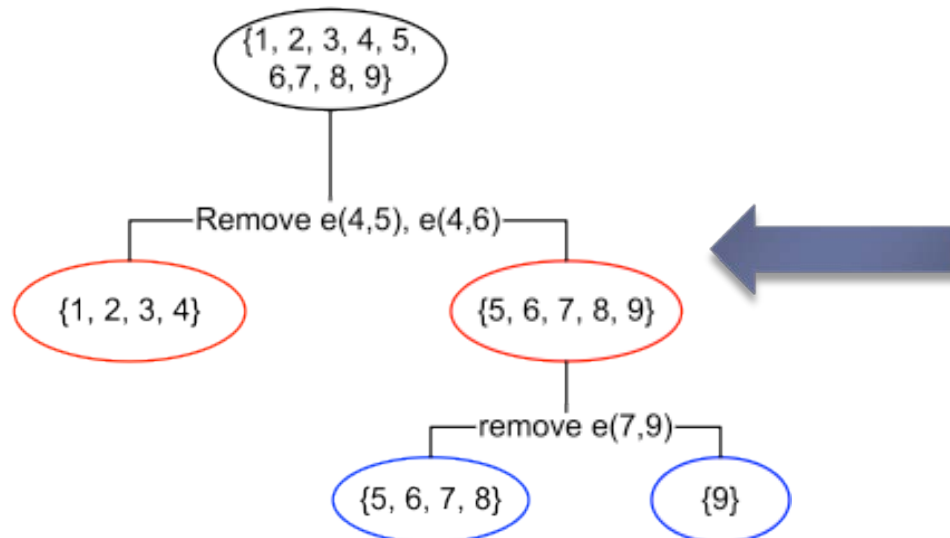 {1, 2, 3, 4, 5,
6,7, 8, 9}
Remove e(4,5), e(4,6)
{1, 2, 3, 4}
{5, 6, 7, 8, 9}
remove e(7,9)
{5, 6, 7, 8}
{9}